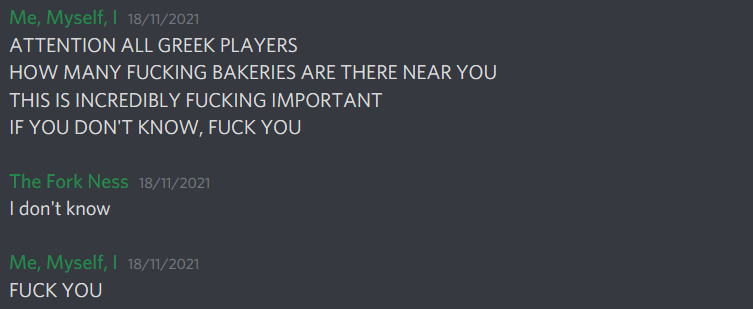 Me, Myself, I 18/11/2021
ATTENTION ALL GREEK PLAYERS
HOW MANY FUCKING BAKERIES ARE THERE NEAR YOU
THIS IS INCREDIBLY FUCKING IMPORTANT
IF YOU DON'T KNOW, FUCK YOU
The Fork Ness 18/11/2021
I don't know
Me, Myself, I 18/11/2021
FUCK YOU